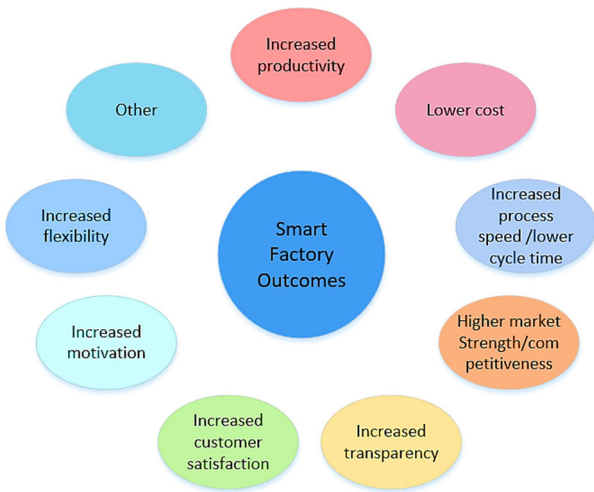 Increased
productivity
Other
Lower cost
Increased
process
speed /lower
cycle time
Increased
flexibility
Smart
Factory
Outcomes
Increased
motivation
Higher market
Strength/com
petitiveness
Increased
customer
satisfaction
Increased
transparency